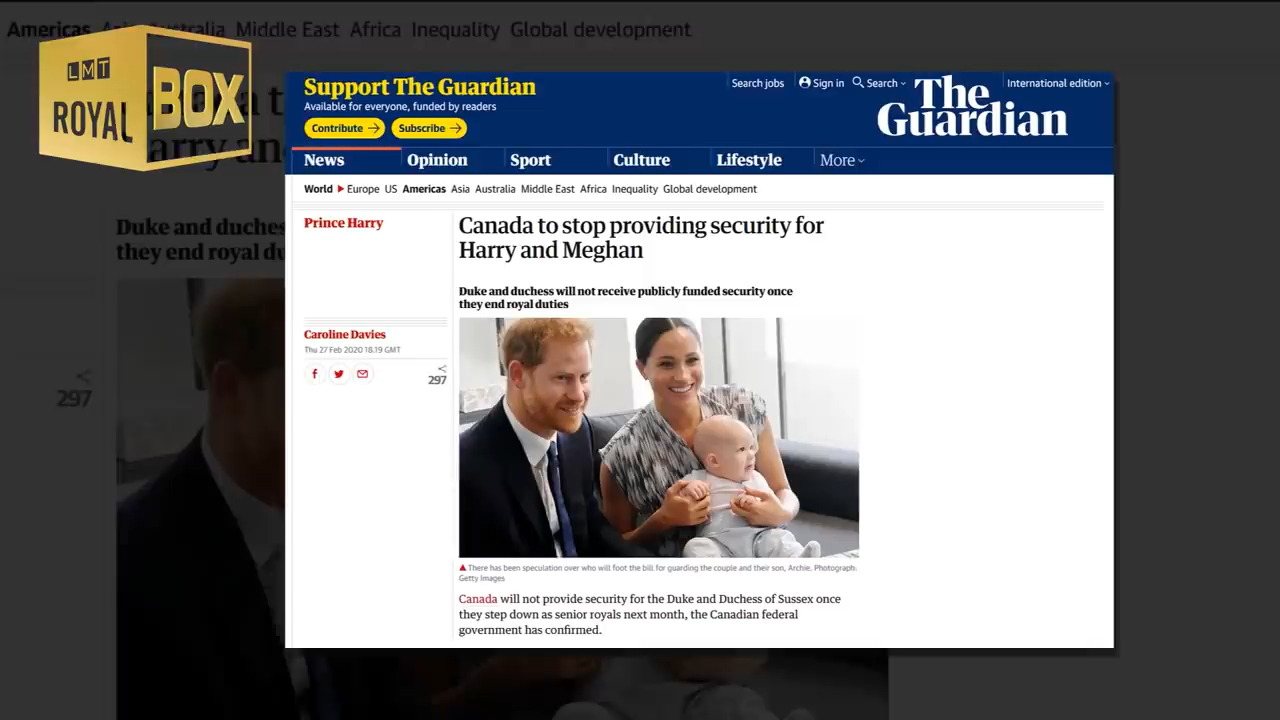 Americas Asia Australia Middle East Africa Inequality Global development
LMT
ROYAL
BOX
Harry and
Duke and duches
they end royal du
297
Support The Guardian
Available for everyone, funded by readers
Contribute → Subscribe →
Search jobs Sign in Search International edition
The
Guardian
News Opinion Sport Culture Lifestyle More
World Europe US Americas Asia Australia Middle East Africa Inequality Global development
Prince Harry
Canada to stop providing security for
Harry and Meghan
Duke and duchess will not receive publicly funded security once
they end royal duties
Caroline Davies
Thu 27 Feb 2020 18.19 GMT
297
There has been speculation over who will foot the bill for guarding the couple and their son, Archie. Photograph:
Getty Images
Canada will not provide security for the Duke and Duchess of Sussex once
they step down as senior royals next month, the Canadian federal
government has confirmed.